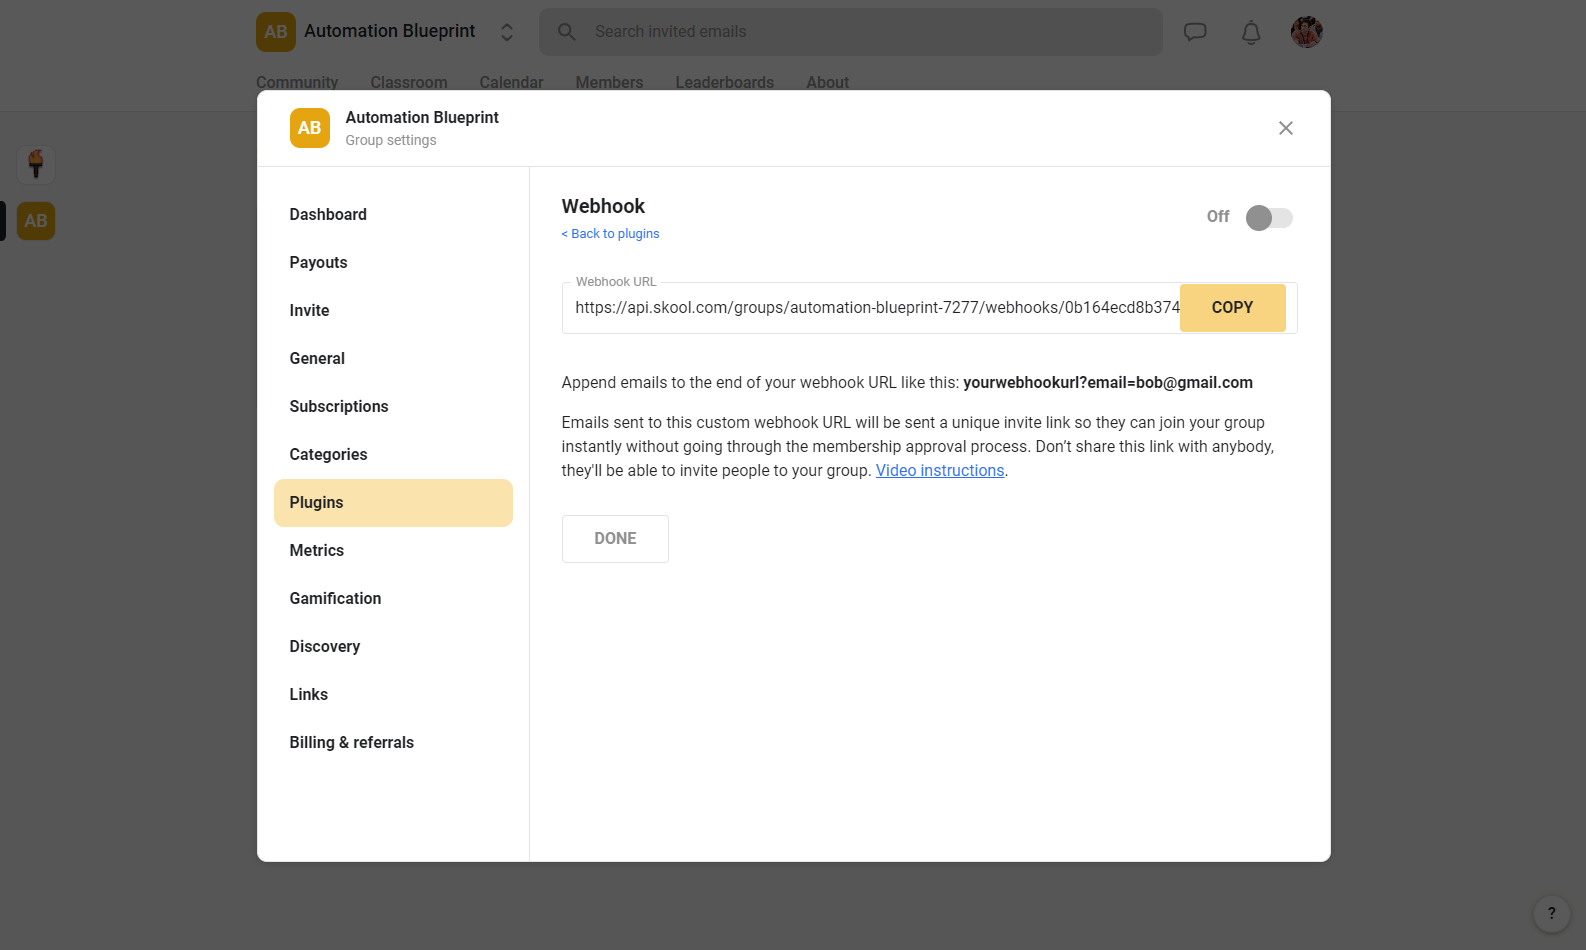 AB Automation Blueprint
Search invited emails
Community Classroom Calendar Members Leaderboards About
AB
Automation Blueprint
Group settings
AB
Dashboard
Payouts
Invite
General
Subscriptions
Categories
Plugins
Metrics
Gamification
Discovery
Links
Billing & referrals
Webhook
Off
< Back to plugins
Webhook URL
https://api.skool.com/groups/automation-blueprint-7277/webhooks/0b164ecd8b374
COPY
Append emails to the end of your webhook URL like this: yourwebhookurl?email=bob@gmail.com
Emails sent to this custom webhook URL will be sent a unique invite link so they can join your group
instantly without going through the membership approval process. Don’t share this link with anybody,
they'll be able to invite people to your group. Video instructions.
DONE
?